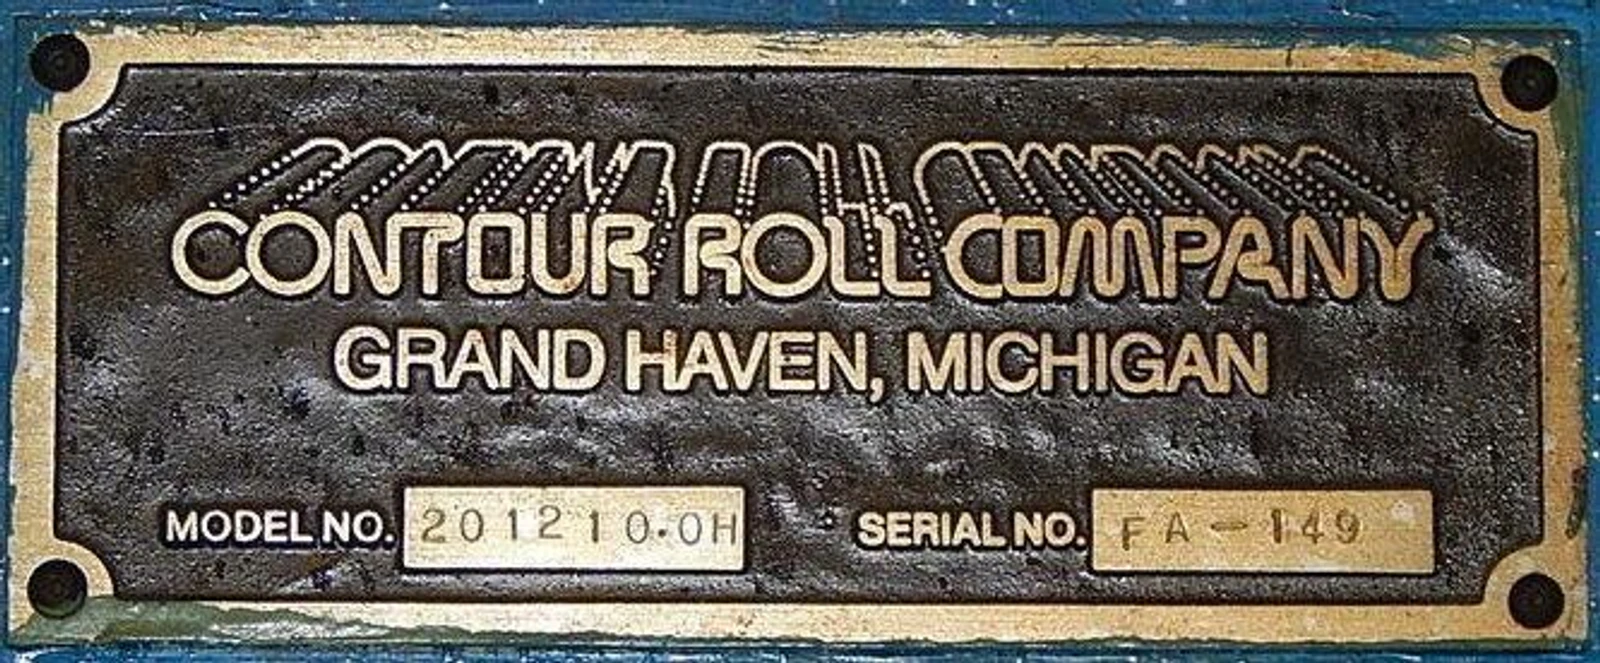 CONTOUR ROLL COMPANY
GRAND HAVEN, MICHIGAN
MODEL NO. 201210.0H SERIAL NO. FA-149